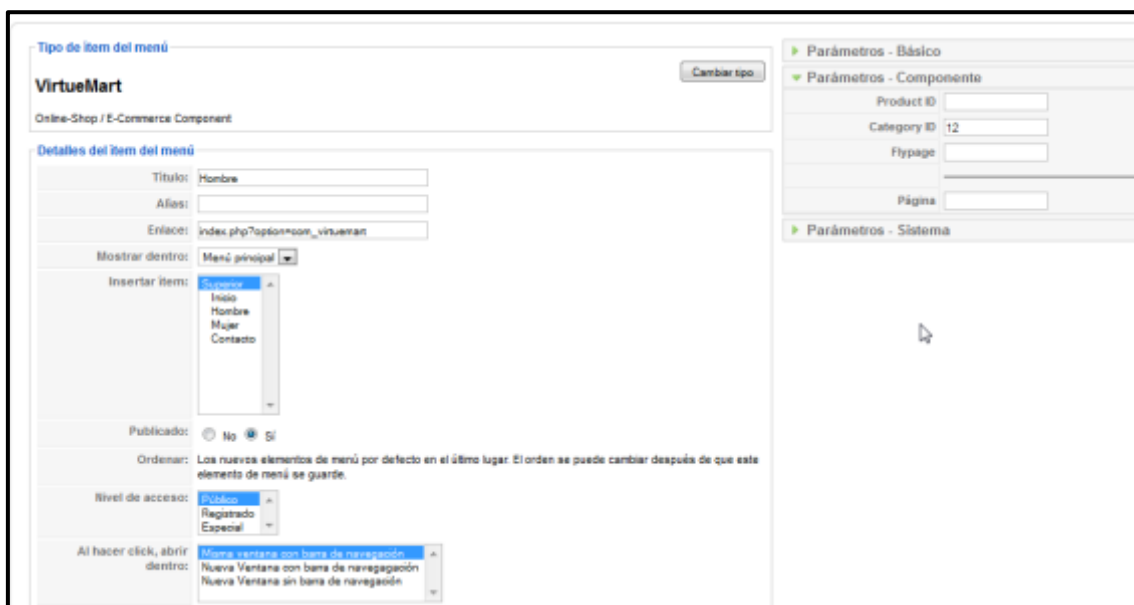 Tipo de ítem del menú
VirtueMart
Cambiar tipo
Online-Shop / E-Commerce Component
Detalles del ítem del menú
Título: Hombre
Alias:
Enlace: index.php?option=com_virtuemart
Mostrar dentro: Menú principal
Insertar ítem: Superior
Inicio
Hombre
Mujer
Contacto
Publicado: No Sí
Ordenar: Los nuevos elementos de menú por defecto en el último lugar. El orden se puede cambiar después de que este
elemento de menú se guarde.
Nivel de acceso: Público
Registrado
Especial
Al hacer click, abrir
dentro: Misma ventana con barra de navegación
Nueva Ventana con barra de navegagación
Nueva Ventana sin barra de navegación
Parámetros - Básico
Parámetros - Componente
Product ID
Category ID 12
Flypage
Página
Parámetros - Sistema